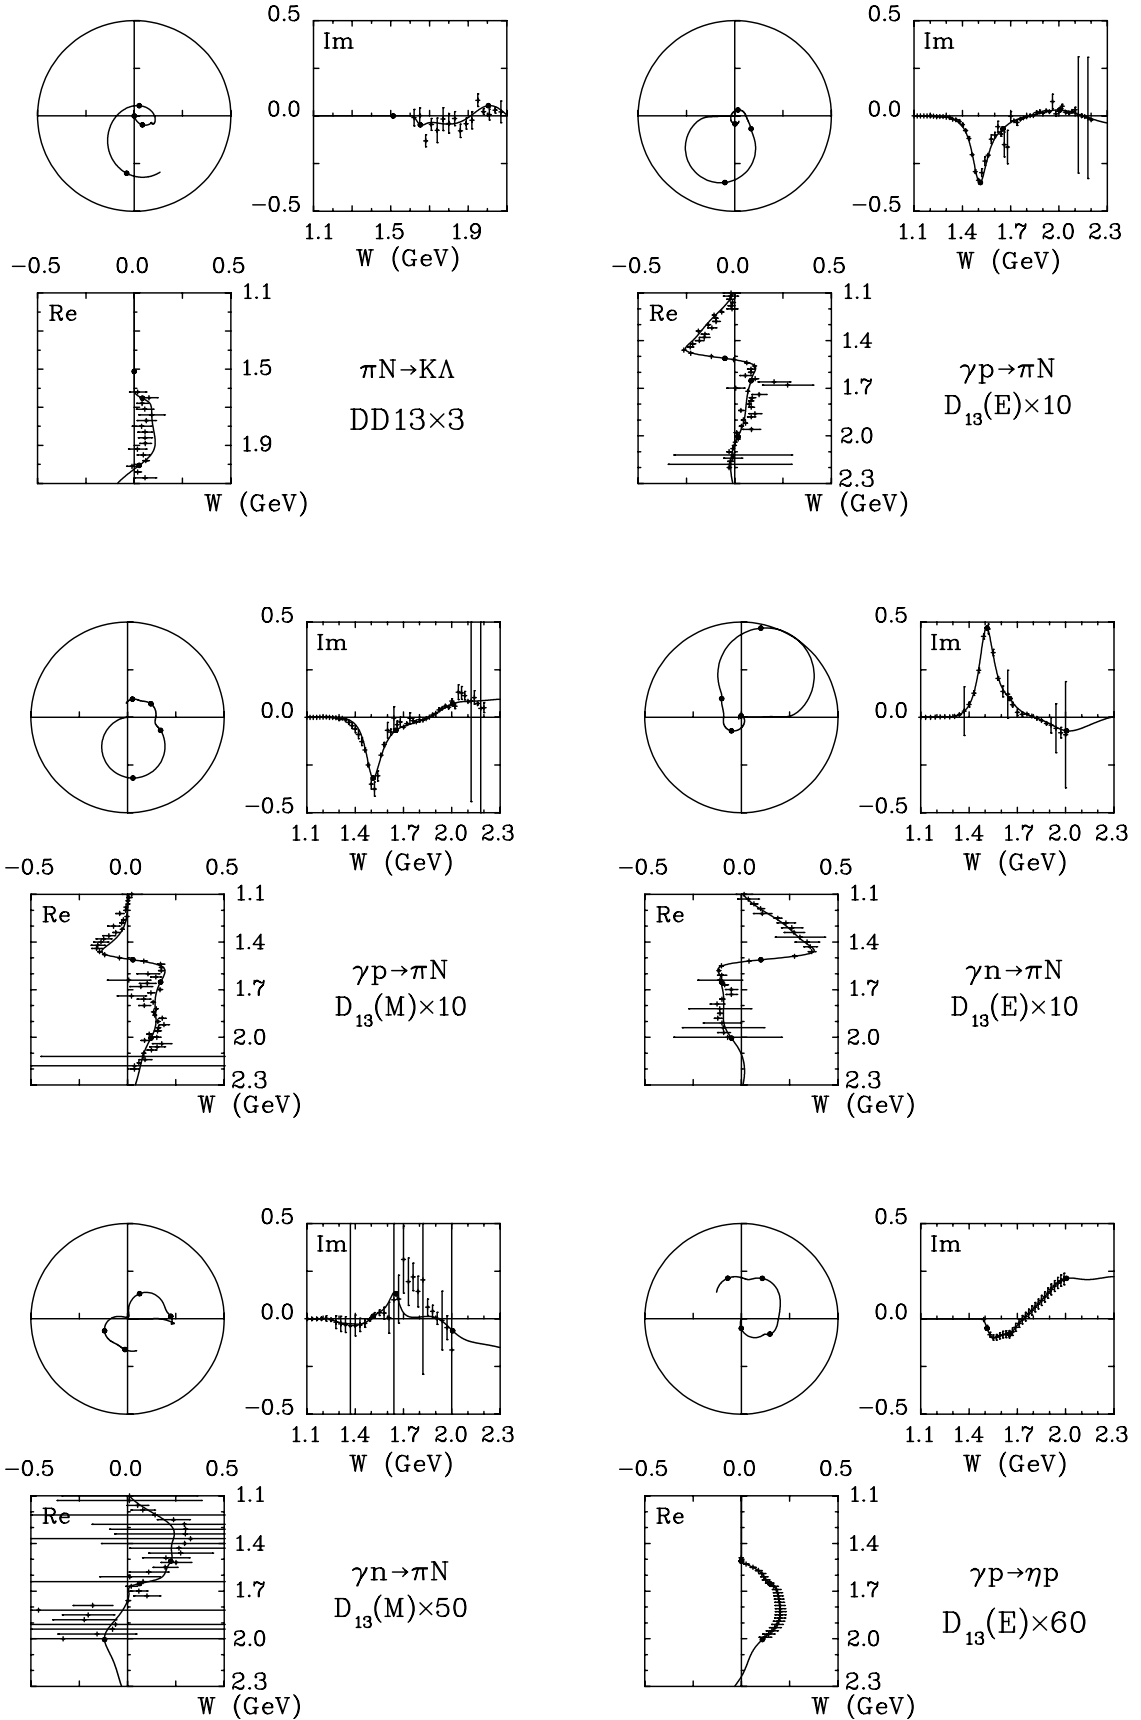 0.5
Im
0.0
−0.5
1.1 1.5 1.9
W (GeV)
−0.5 0.0 0.5
Re
1.1
1.5
1.9
W (GeV)
πN→KΛ
DD13×3
0.5
Im
0.0
−0.5
1.1 1.4 1.7 2.0 2.3
W (GeV)
−0.5 0.0 0.5
Re
1.1
1.4
1.7
2.0
2.3
W (GeV)
γp→πN
D13(E)×10
0.5
Im
0.0
−0.5
1.1 1.4 1.7 2.0 2.3
W (GeV)
−0.5 0.0 0.5
Re
1.1
1.4
1.7
2.0
2.3
W (GeV)
γp→πN
D13(M)×10
0.5
Im
0.0
−0.5
1.1 1.4 1.7 2.0 2.3
W (GeV)
−0.5 0.0 0.5
Re
1.1
1.4
1.7
2.0
2.3
W (GeV)
γn→πN
D13(E)×10
0.5
Im
0.0
−0.5
1.1 1.4 1.7 2.0 2.3
W (GeV)
−0.5 0.0 0.5
Re
1.1
1.4
1.7
2.0
2.3
W (GeV)
γn→πN
D13(M)×50
0.5
Im
0.0
−0.5
1.1 1.4 1.7 2.0 2.3
W (GeV)
−0.5 0.0 0.5
Re
1.1
1.4
1.7
2.0
2.3
W (GeV)
γp→ηp
D13(E)×60